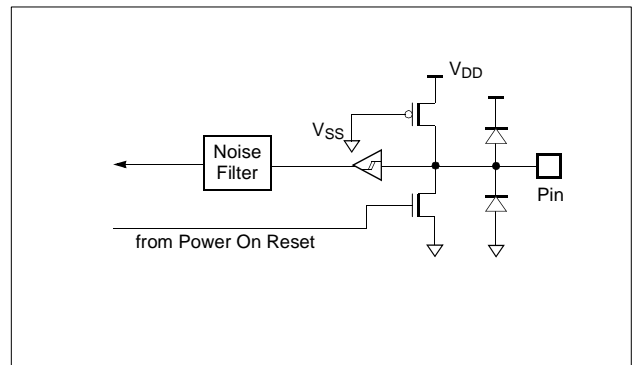 VDD
VSS
Noise
Filter
Pin
from Power On Reset